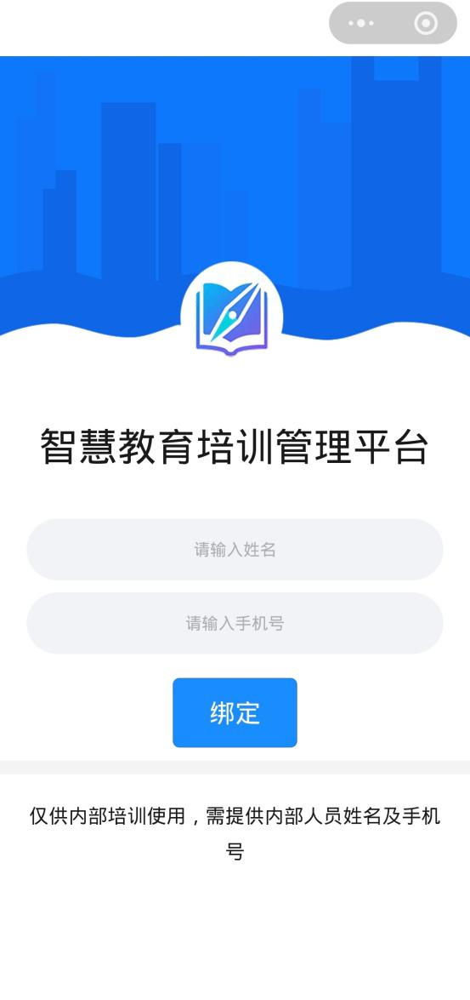 智慧教育培训管理平台
请输入姓名
请输入手机号
绑定
仅供内部培训使用，需提供内部人员姓名及手机
号